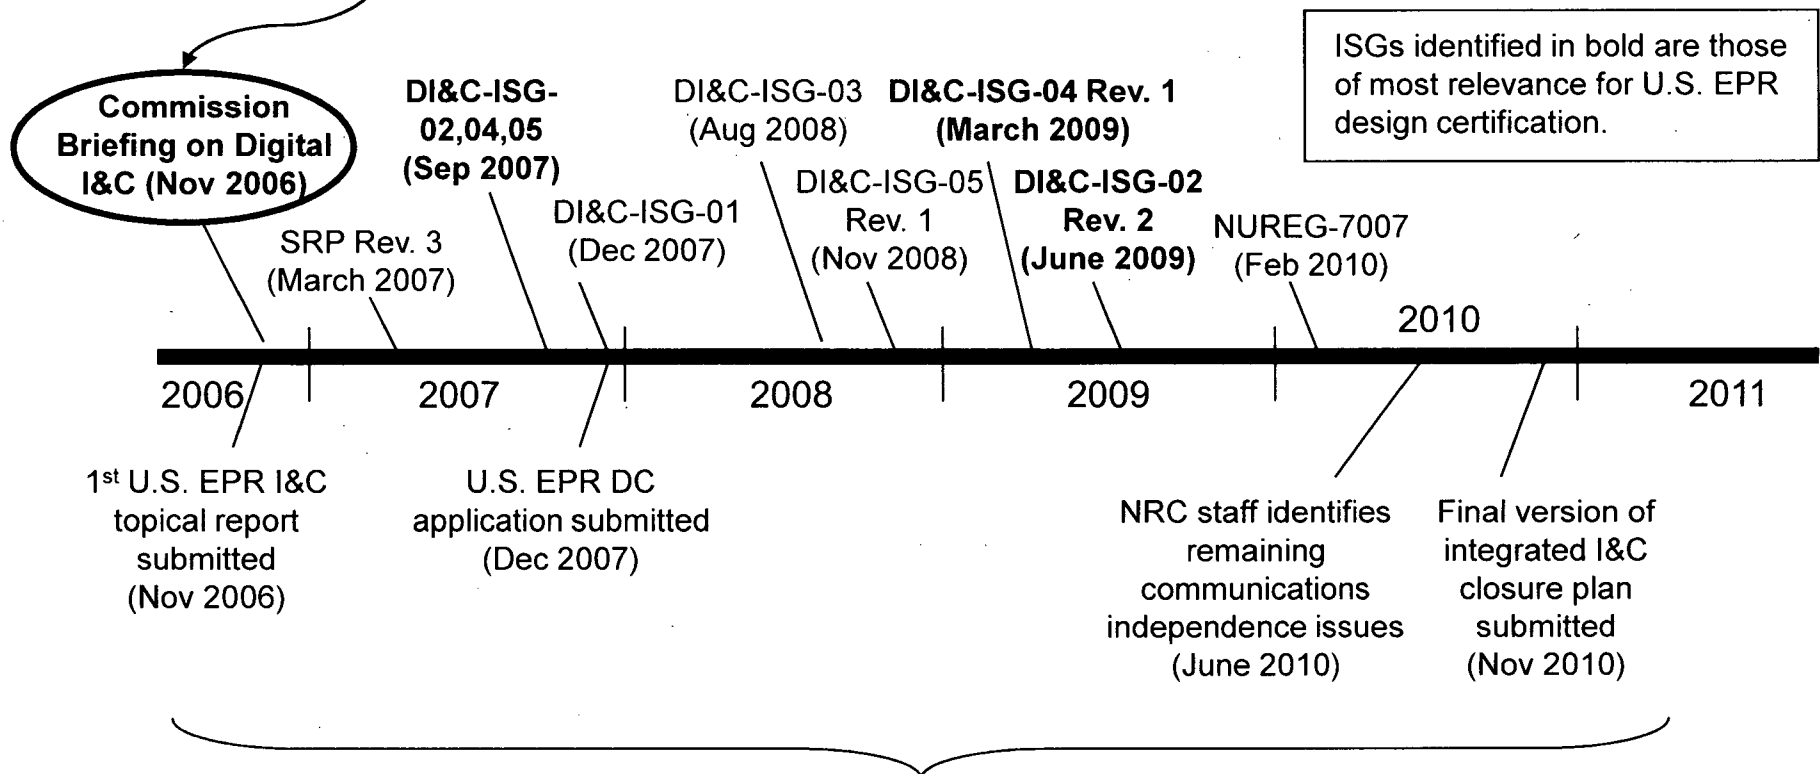 ISGs identified in bold are those
of most relevance for U.S. EPR
design certification.
Commission
Briefing on Digital
I&C (Nov 2006)
SRP Rev. 3
(March 2007)
DI&C-ISG-
02,04,05
(Sep 2007)
DI&C-ISG-01
(Dec 2007)
DI&C-ISG-03
(Aug 2008)
DI&C-ISG-05
Rev. 1
(Nov 2008)
DI&C-ISG-04 Rev. 1
(March 2009)
DI&C-ISG-02
Rev. 2
(June 2009)
NUREG-7007
(Feb 2010)
2006
2007
2008
2009
2010
2011
1st U.S. EPR I&C
topical report
submitted
(Nov 2006)
U.S. EPR DC
application submitted
(Dec 2007)
NRC staff identifies
remaining
communications
independence issues
(June 2010)
Final version of
integrated I&C
closure plan
submitted
(Nov 2010)